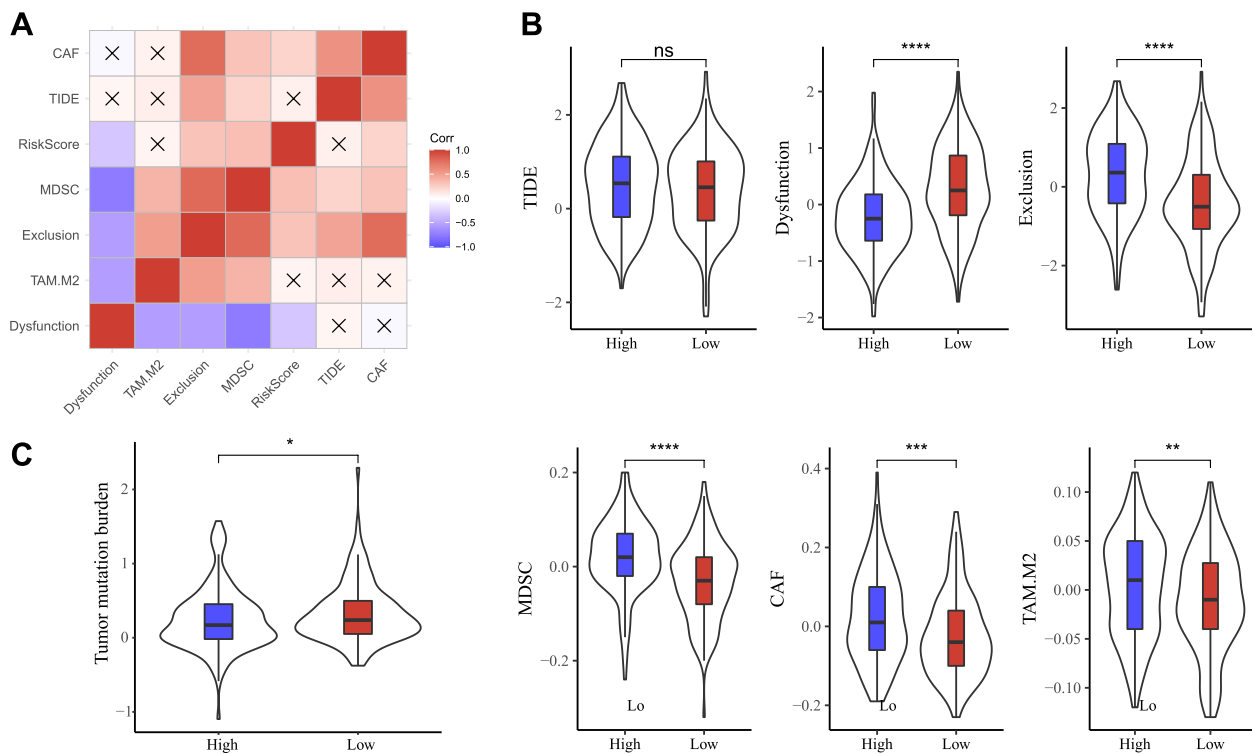 A
CAF
TIDE
RiskScore
MDSC
Exclusion
TAM.M2
Dysfunction
Dysfunction
TAM.M2
Exclusion
MDSC
RiskScore
TIDE
CAF
Corr
1.0
0.5
0.0
−0.5
−1.0
B
ns
TIDE
2
0
−2
High Low
****
Dysfunction
2
1
0
−1
−2
High Low
****
Exclusion
2
0
−2
High Low
C
*
Tumor mutation burden
2
1
0
−1
High Low
****
MDSC
0.2
0.0
−0.2
Lo
High Low
***
CAF
0.4
0.2
0.0
−0.2
Lo
High Low
**
TAM.M2
0.10
0.05
0.00
−0.05
−0.10
Lo
High Low